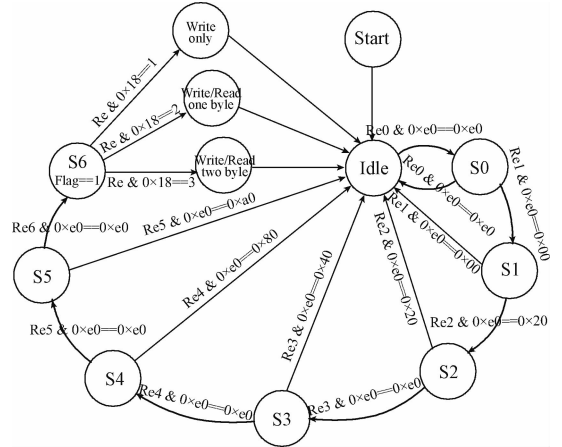 Write
only
Start
Re & 0×18==1
Write/Read
one byle
Re & 0×18==2
Re0 & 0×e0==0×e0
S6
Flag==1
Write/Read
two byle
Re & 0×18==3
Idle
S0
Re0 & 0×e0==0×e0
Re1 & 0×e0==0×00
Re1 & 0×e0==0×00
Re6 & 0×e0==0×e0
Re5 & 0×e0==0×a0
S5
S1
Re4 & 0×e0==0×80
Re3 & 0×e0==0×40
Re2 & 0×e0==0×20
Re2 & 0×e0==0×20
Re5 & 0×e0==0×e0
S4
S2
Re4 & 0×e0==0×e0
S3
Re3 & 0×e0==0×e0